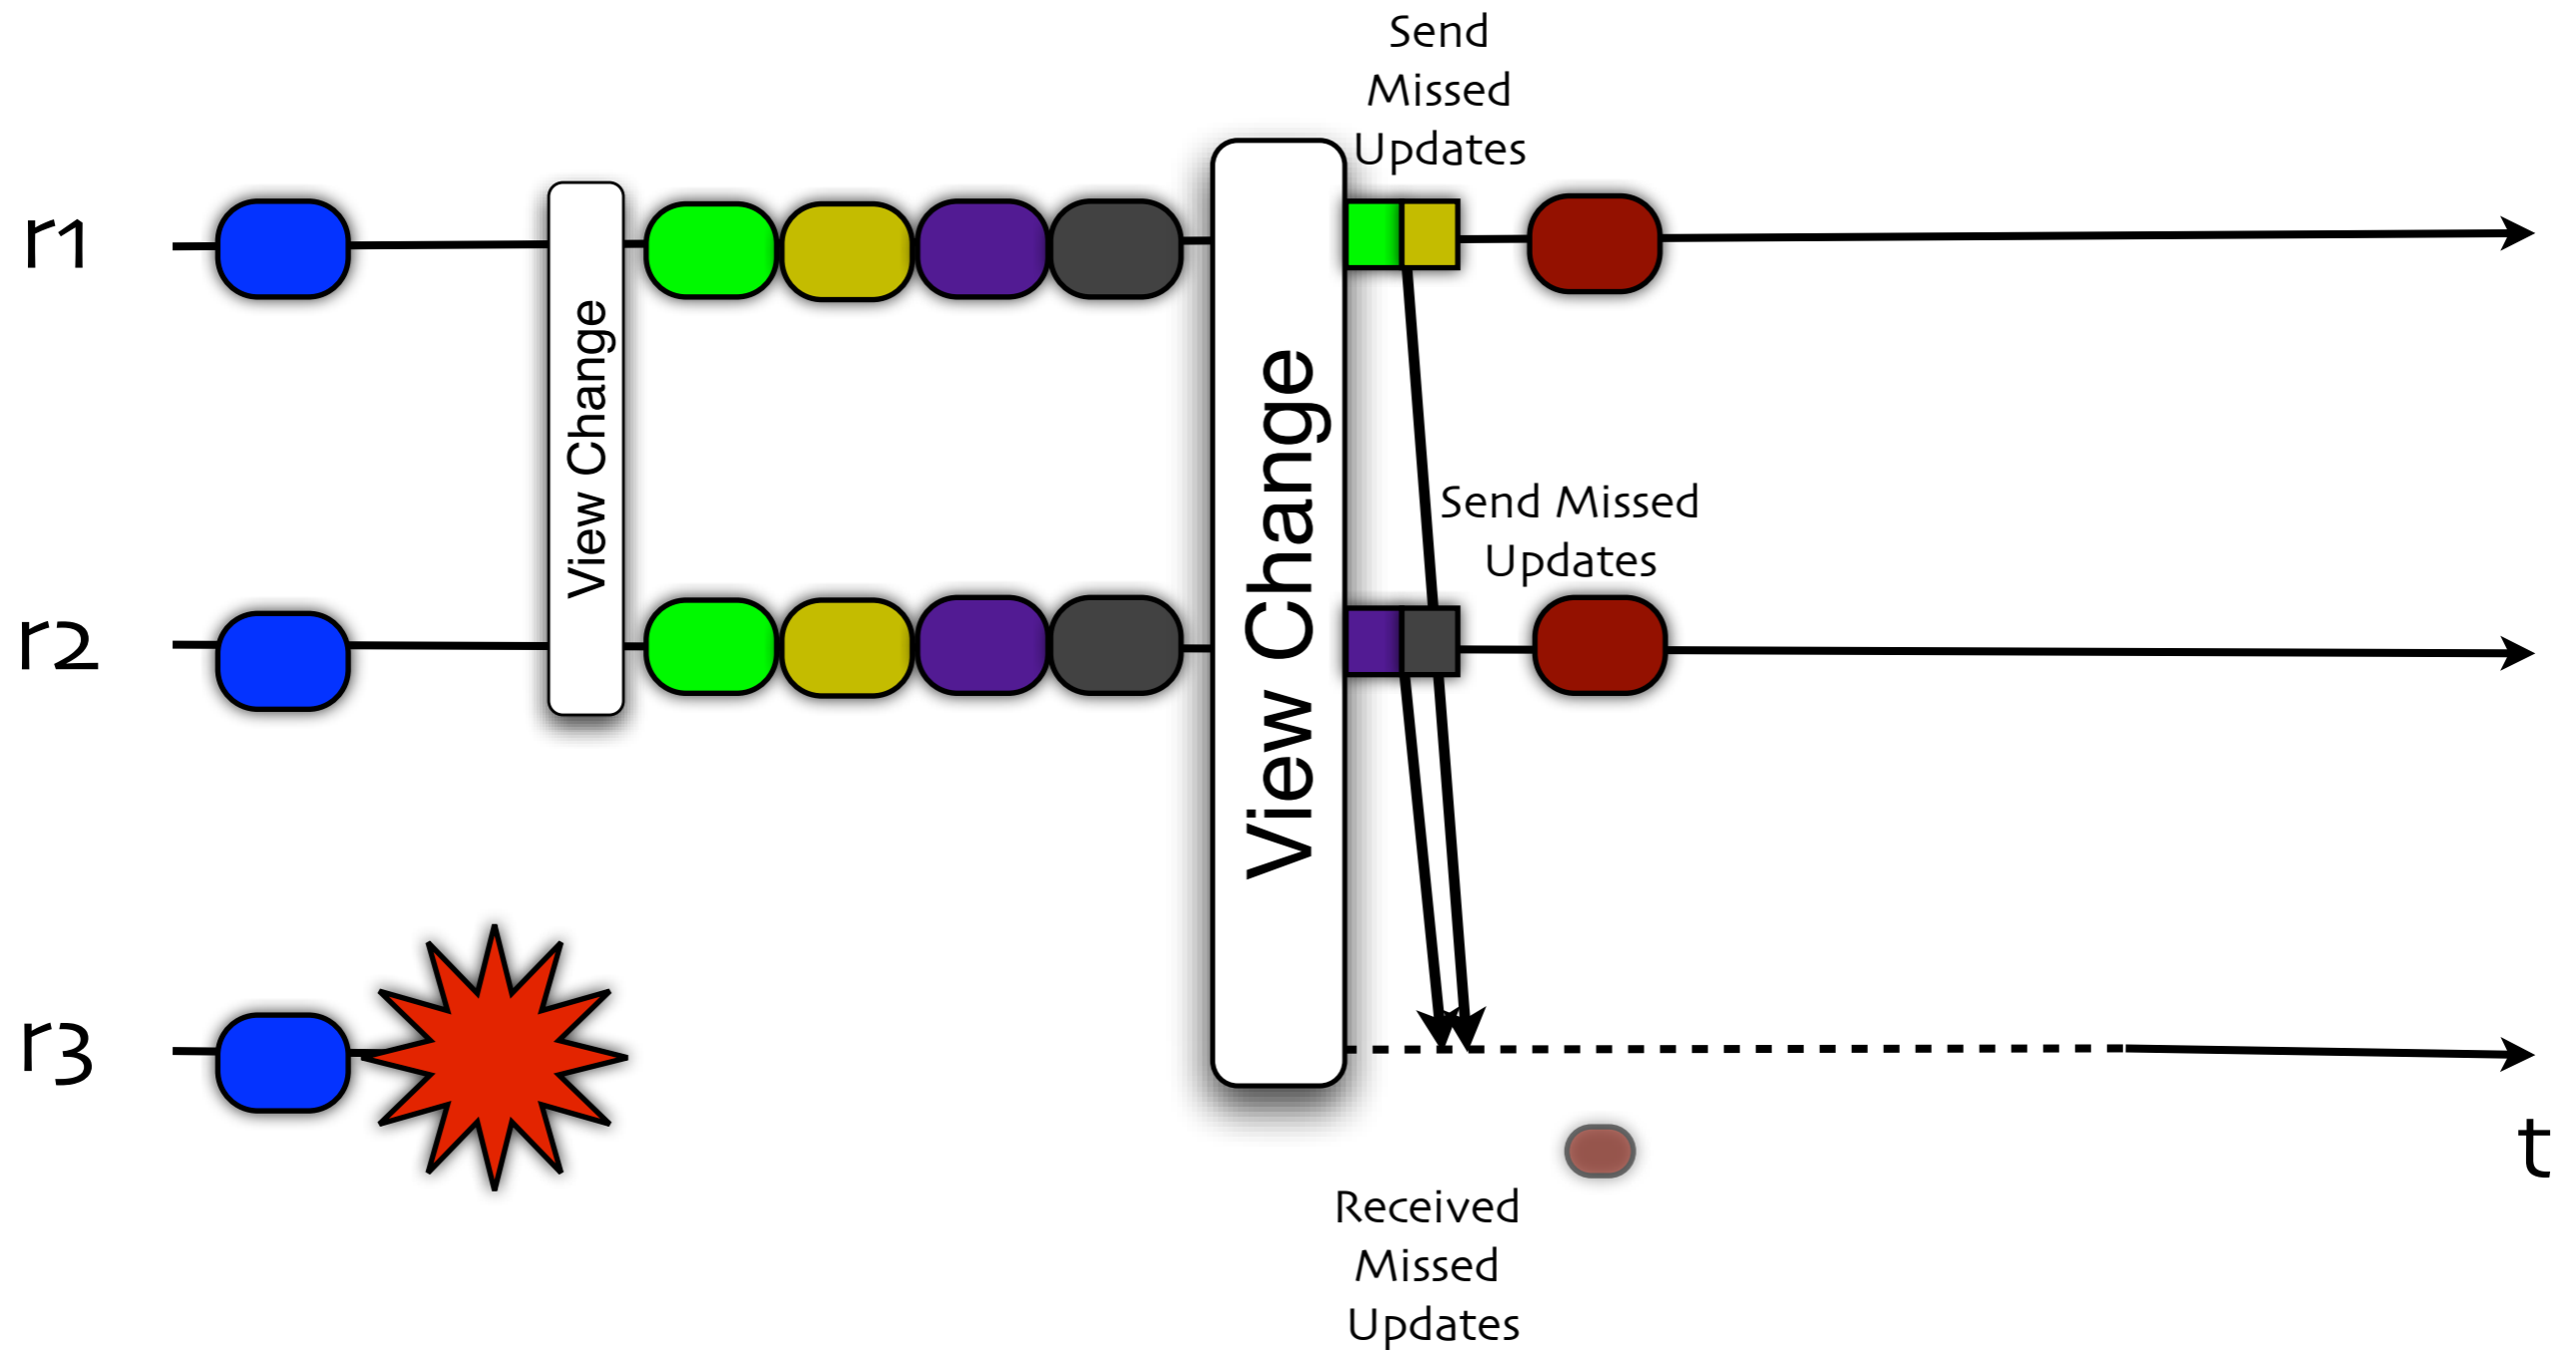 Send
Missed
Updates
r1
View Change
View Change
Send Missed
Updates
r2
r3
t
Received
Missed
Updates